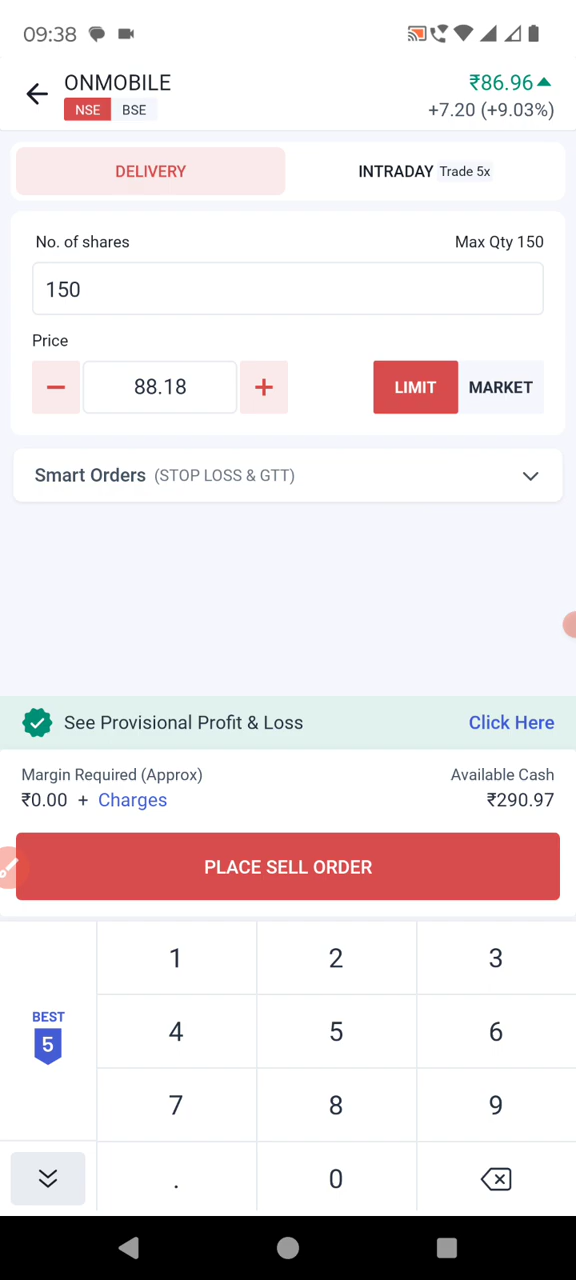 09:38
ONMOBILE
₹86.96
NSE BSE
+7.20 (+9.03%)
DELIVERY
INTRADAY Trade 5x
No. of shares
Max Qty 150
150
Price
− 88.18 +
LIMIT MARKET
Smart Orders (STOP LOSS & GTT)
See Provisional Profit & Loss
Click Here
Margin Required (Approx)
Available Cash
₹0.00 + Charges
₹290.97
PLACE SELL ORDER
1 2 3
BEST
5
4 5 6
7 8 9
. 0